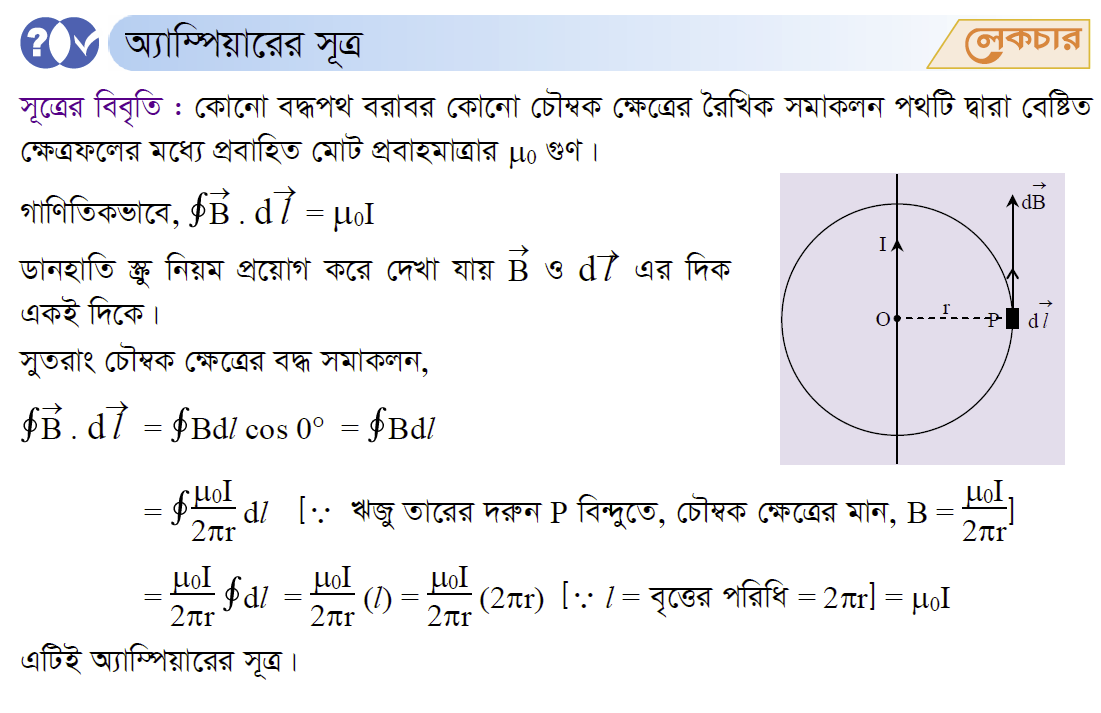 অ্যাম্পিয়ারের সূত্র
লেকচার
সূত্রের বিবৃতি : কোনো বদ্ধপথ বরাবর কোনো চৌম্বক ক্ষেত্রের রৈখিক সমাকলন পথটি দ্বারা বেষ্টিত
ক্ষেত্রফলের মধ্যে প্রবাহিত মোট প্রবাহমাত্রার μ₀ গুণ।
গাণিতিকভাবে, ∮B⃗ . dl⃗ = μ₀I
ডানহাতি স্ক্রু নিয়ম প্রয়োগ করে দেখা যায় B⃗ ও dl⃗ এর দিক
একই দিকে।
সুতরাং চৌম্বক ক্ষেত্রের বদ্ধ সমাকলন,
∮B⃗ . dl⃗ = ∮Bdl cos 0° = ∮Bdl
= ∮ μ₀I/2πr dl [∵ ঋজু তারের দরুন P বিন্দুতে, চৌম্বক ক্ষেত্রের মান, B = μ₀I/2πr]
= μ₀I/2πr ∮dl = μ₀I/2πr (l) = μ₀I/2πr (2πr) [∵ l = বৃত্তের পরিধি = 2πr] = μ₀I
এটিই অ্যাম্পিয়ারের সূত্র।
dB⃗
I
O
r
P
dl⃗